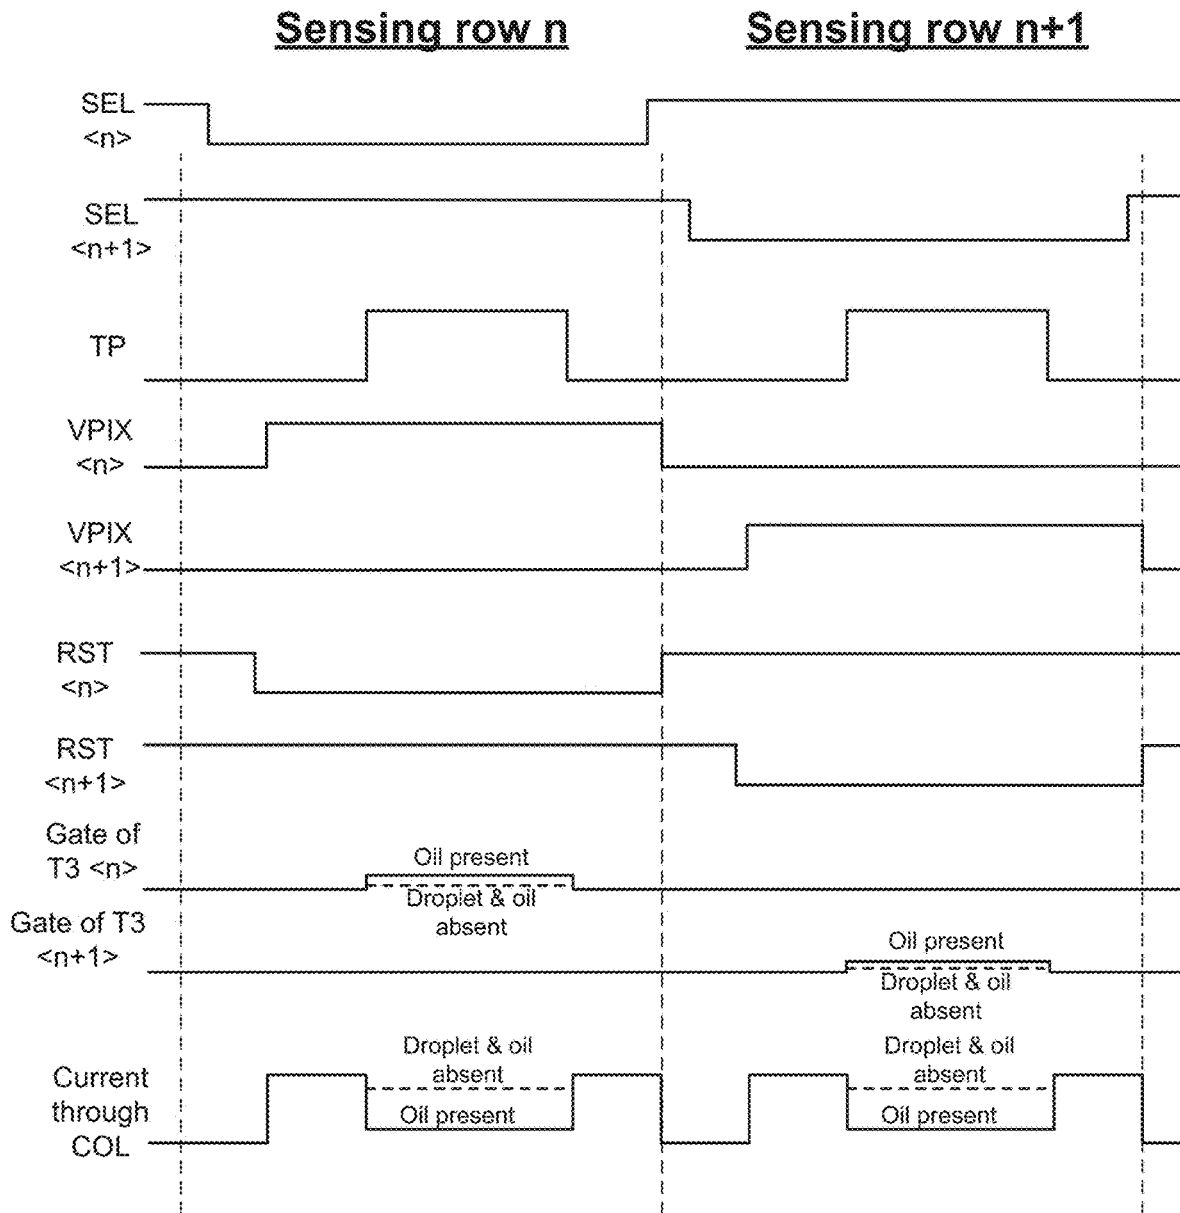 Sensing row n
Sensing row n+1
SEL
<n>
SEL
<n+1>
TP
VPIX
<n>
VPIX
<n+1>
RST
<n>
RST
<n+1>
Gate of
T3 <n>
Oil present
Droplet & oil
absent
Gate of T3
<n+1>
Oil present
Droplet & oil
absent
Current
through
COL
Droplet & oil
absent
Oil present
Droplet & oil
absent
Oil present